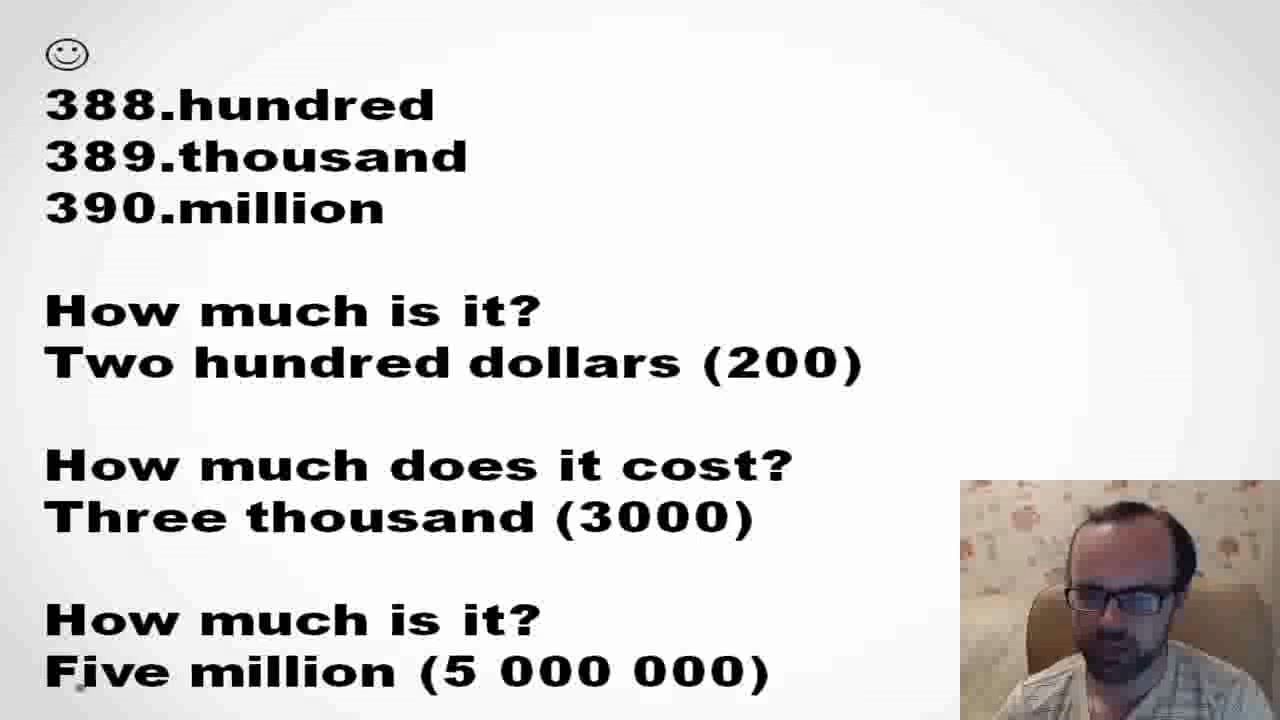 388.hundred
389.thousand
390.million
How much is it?
Two hundred dollars (200)
How much does it cost?
Three thousand (3000)
How much is it?
Five million (5 000 000)